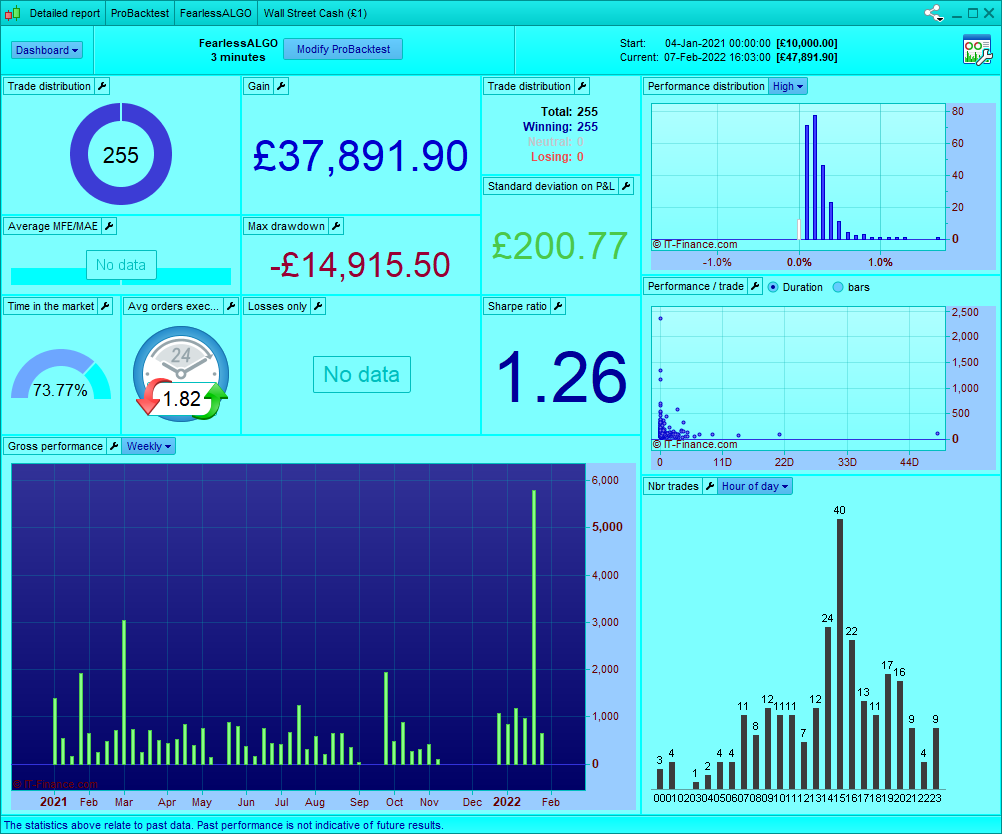 Detailed report ProBacktest FearlessALGO Wall Street Cash (£1)
Dashboard
FearlessALGO
3 minutes
Modify ProBacktest
Start: 04-Jan-2021 00:00:00 [£10,000.00]
Current: 07-Feb-2022 16:03:00 [£47,891.90]
Trade distribution
255
Gain
£37,891.90
Trade distribution
Total: 255
Winning: 255
Neutral: 0
Losing: 0
Performance distribution High
80
60
40
20
0
© IT-Finance.com
-1.0% 0.0% 1.0%
Standard deviation on P&L
£200.77
Average MFE/MAE
No data
Max drawdown
-£14,915.50
Performance / trade Duration bars
2,500
2,000
1,500
1,000
500
0
© IT-Finance.com
0 11D 22D 33D 44D
Time in the market
73.77%
Avg orders exec...
24
1.82
Losses only
No data
Sharpe ratio
1.26
Gross performance Weekly
6,000
5,000
4,000
3,000
2,000
1,000
0
© IT-Finance.com
2021 Feb Mar Apr May Jun Jul Aug Sep Oct Nov Dec 2022 Feb
Nbr trades Hour of day
3 4 1 2 4 4 11 8 12 11 11 7 12 24 40 22 13 11 17 16 9 4 9
00 01 02 03 04 05 06 07 08 09 10 11 12 13 14 15 16 17 18 19 20 21 22 23
The statistics above relate to past data. Past performance is not indicative of future results.